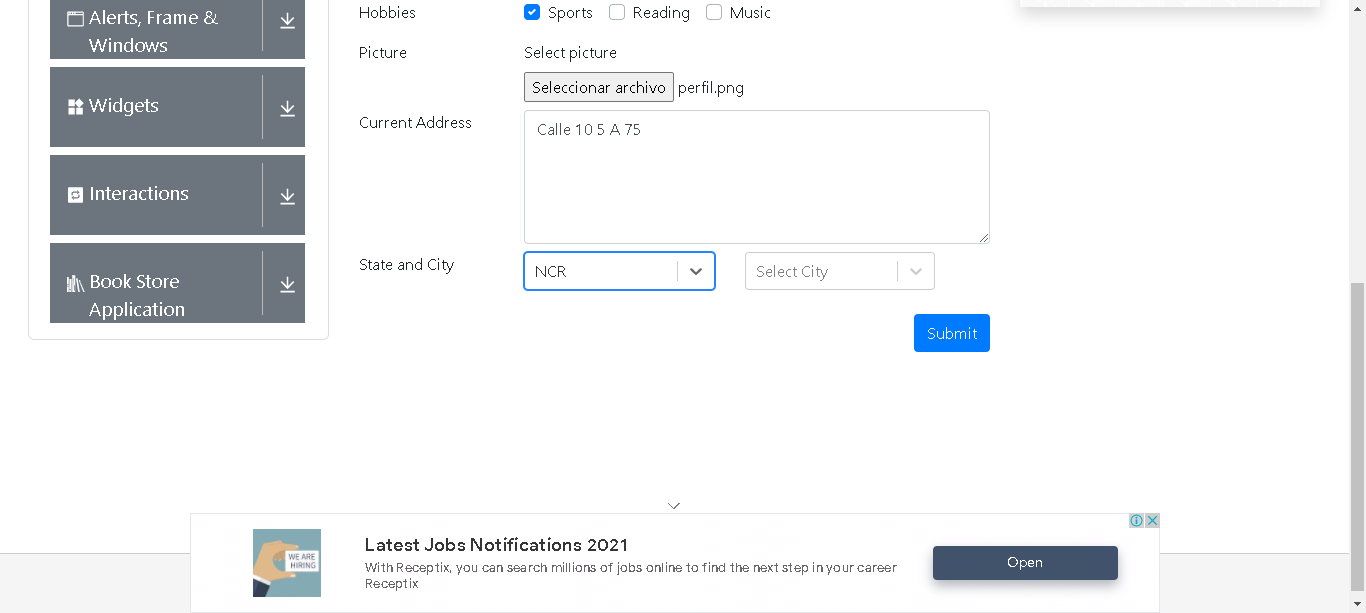 Alerts, Frame &
Windows
Widgets
Interactions
Book Store
Application
Hobbies
Sports Reading Music
Picture
Select picture
Seleccionar archivo perfil.png
Current Address
Calle 10 5 A 75
State and City
NCR
Select City
Submit
WE ARE
HIRING
Latest Jobs Notifications 2021
With Receptix, you can search millions of jobs online to find the next step in your career
Receptix
Open